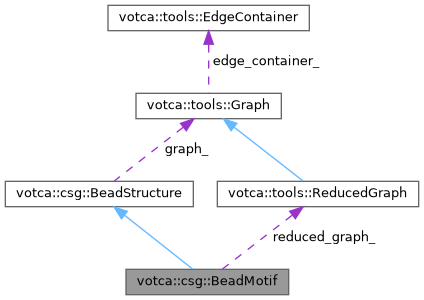 votca::tools::EdgeContainer
edge_container_
votca::tools::Graph
graph_
votca::csg::BeadStructure
votca::tools::ReducedGraph
reduced_graph_
votca::csg::BeadMotif